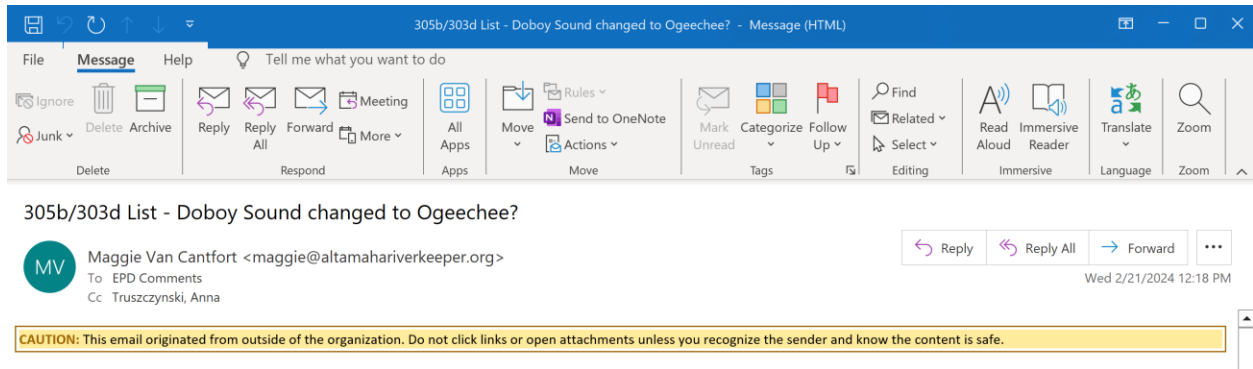 305b/303d List - Doboy Sound changed to Ogeechee? - Message (HTML)
File Message Help Tell me what you want to do
Ignore
Junk
Delete
Archive
Delete
Reply
Reply All
Forward
Meeting
More
Respond
All Apps
Apps
Move
Rules
Send to OneNote
Actions
Move
Mark Unread
Categorize
Follow Up
Tags
Find
Related
Select
Editing
Read Aloud
Immersive Reader
Immersive
Translate
Language
Zoom
Zoom
305b/303d List - Doboy Sound changed to Ogeechee?
MV
Maggie Van Cantfort <maggie@altamahariverkeeper.org>
To EPD Comments
Cc Truszczynski, Anna
Reply
Reply All
Forward
Wed 2/21/2024 12:18 PM
CAUTION: This email originated from outside of the organization. Do not click links or open attachments unless you recognize the sender and know the content is safe.